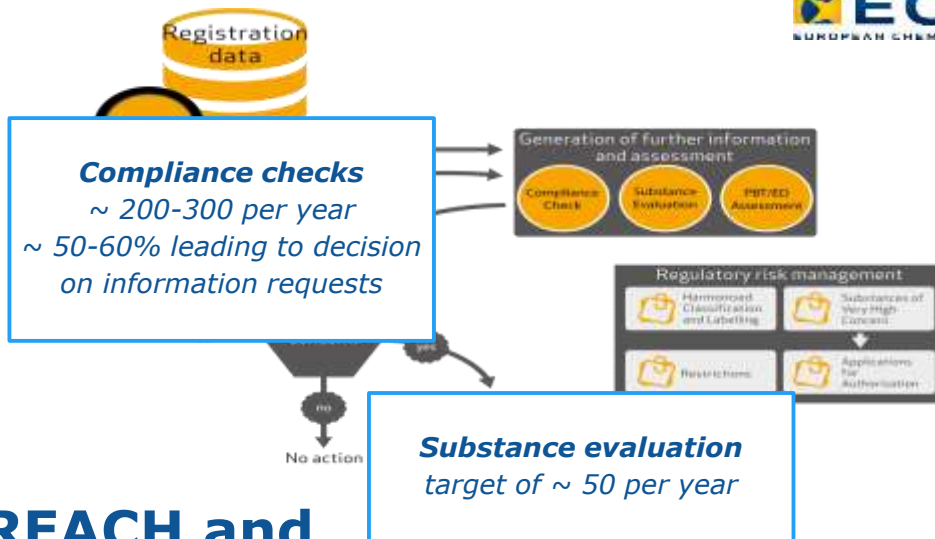 Registration
data
EUROPEAN CHEM
Compliance checks
~ 200-300 per year
~ 50-60% leading to decision
on information requests
Generation of further information
and assessment
Compliance
Check
Substance
Evaluation
PBT/ED
Assessment
Regulatory risk management
Harmonised
Classification
and Labelling
Substances of
Very High
Concern
Restrictions
Applications
for
Authorisation
yes
no
No action
Substance evaluation
target of ~ 50 per year
REACH and